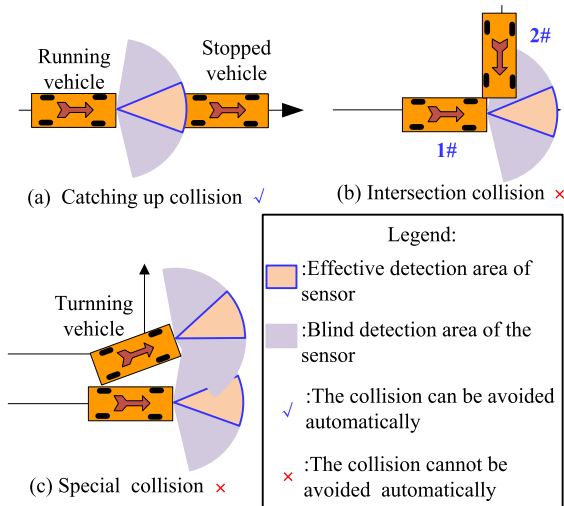 Running
vehicle
Stopped
vehicle
(a) Catching up collision √
2#
1#
(b) Intersection collision ×
Turnning
vehicle
(c) Special collision ×
Legend:
:Effective detection area of
sensor
:Blind detection area of the
sensor
√ :The collision can be avoided
automatically
× :The collision cannot be
avoided automatically